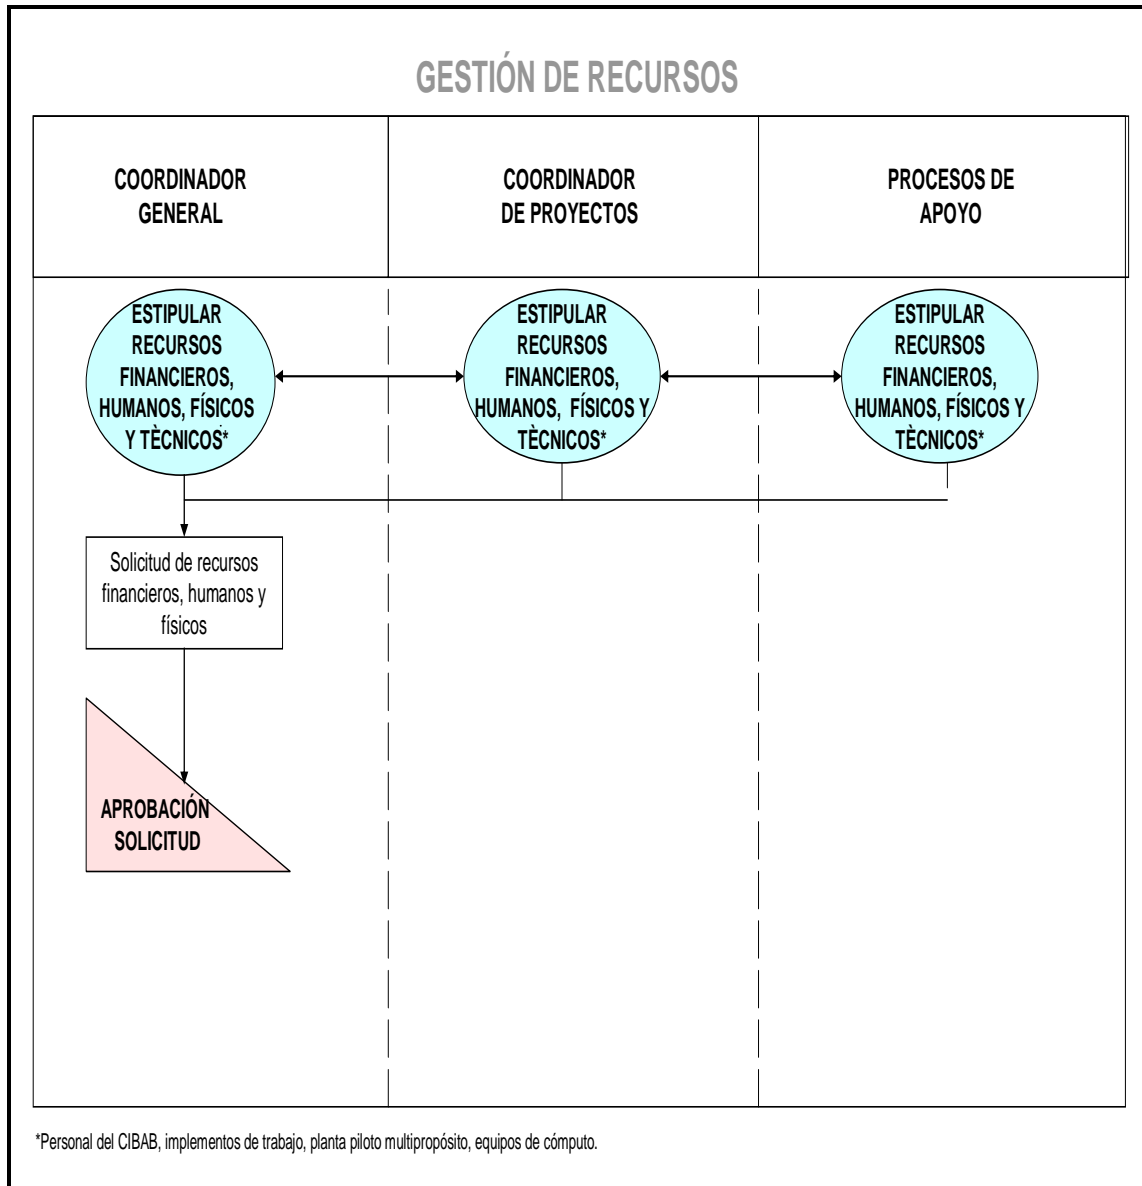 GESTIÓN DE RECURSOS
COORDINADOR
GENERAL
COORDINADOR
DE PROYECTOS
PROCESOS DE
APOYO
ESTIPULAR
RECURSOS
FINANCIEROS,
HUMANOS, FÍSICOS
Y TÈCNICOS*
ESTIPULAR
RECURSOS
FINANCIEROS,
HUMANOS, FÍSICOS Y
TÈCNICOS*
ESTIPULAR
RECURSOS
FINANCIEROS,
HUMANOS, FÍSICOS Y
TÈCNICOS*
Solicitud de recursos
financieros, humanos y
físicos
APROBACIÓN
SOLICITUD
*Personal del CIBAB, implementos de trabajo, planta piloto multipropósito, equipos de cómputo.